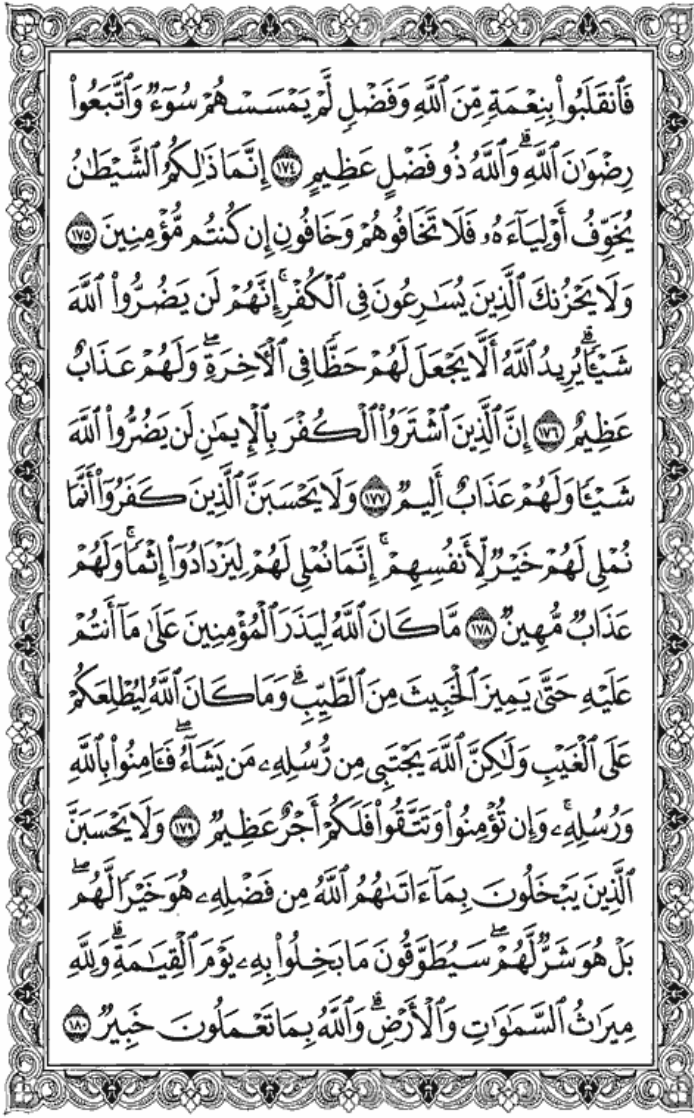 فَٱنقَلَبُوا۟ بِنِعْمَةٍ مِّنَ ٱللَّهِ وَفَضْلٍ لَّمْ يَمْسَسْهُمْ سُوٓءٌ وَٱتَّبَعُوا۟
رِضْوَٰنَ ٱللَّهِ ۗ وَٱللَّهُ ذُو فَضْلٍ عَظِيمٍ ﴿١٧٤﴾ إِنَّمَا ذَٰلِكُمُ ٱلشَّيْطَٰنُ
يُخَوِّفُ أَوْلِيَآءَهُۥ فَلَا تَخَافُوهُمْ وَخَافُونِ إِن كُنتُم مُّؤْمِنِينَ ﴿١٧٥﴾
وَلَا يَحْزُنكَ ٱلَّذِينَ يُسَٰرِعُونَ فِى ٱلْكُفْرِ ۚ إِنَّهُمْ لَن يَضُرُّوا۟ ٱللَّهَ
شَيْـًٔا ۗ يُرِيدُ ٱللَّهُ أَلَّا يَجْعَلَ لَهُمْ حَظًّا فِى ٱلْءَاخِرَةِ ۖ وَلَهُمْ عَذَابٌ
عَظِيمٌ ﴿١٧٦﴾ إِنَّ ٱلَّذِينَ ٱشْتَرَوُا۟ ٱلْكُفْرَ بِٱلْإِيمَٰنِ لَن يَضُرُّوا۟ ٱللَّهَ
شَيْـًٔا وَلَهُمْ عَذَابٌ أَلِيمٌ ﴿١٧٧﴾ وَلَا يَحْسَبَنَّ ٱلَّذِينَ كَفَرُوٓا۟ أَنَّمَا
نُمْلِى لَهُمْ خَيْرٌ لِّأَنفُسِهِمْ ۚ إِنَّمَا نُمْلِى لَهُمْ لِيَزْدَادُوٓا۟ إِثْمًا ۚ وَلَهُمْ
عَذَابٌ مُّهِينٌ ﴿١٧٨﴾ مَّا كَانَ ٱللَّهُ لِيَذَرَ ٱلْمُؤْمِنِينَ عَلَىٰ مَآ أَنتُمْ
عَلَيْهِ حَتَّىٰ يَمِيزَ ٱلْخَبِيثَ مِنَ ٱلطَّيِّبِ ۗ وَمَا كَانَ ٱللَّهُ لِيُطْلِعَكُمْ
عَلَى ٱلْغَيْبِ وَلَٰكِنَّ ٱللَّهَ يَجْتَبِى مِن رُّسُلِهِۦ مَن يَشَآءُ ۖ فَـَٔامِنُوا۟ بِٱللَّهِ
وَرُسُلِهِۦ ۚ وَإِن تُؤْمِنُوا۟ وَتَتَّقُوا۟ فَلَكُمْ أَجْرٌ عَظِيمٌ ﴿١٧٩﴾ وَلَا يَحْسَبَنَّ
ٱلَّذِينَ يَبْخَلُونَ بِمَآ ءَاتَىٰهُمُ ٱللَّهُ مِن فَضْلِهِۦ هُوَ خَيْرًا لَّهُم ۖ
بَلْ هُوَ شَرٌّ لَّهُمْ ۖ سَيُطَوَّقُونَ مَا بَخِلُوا۟ بِهِۦ يَوْمَ ٱلْقِيَٰمَةِ ۗ وَلِلَّهِ
مِيرَٰثُ ٱلسَّمَٰوَٰتِ وَٱلْأَرْضِ ۗ وَٱللَّهُ بِمَا تَعْمَلُونَ خَبِيرٌ ﴿١٨٠﴾